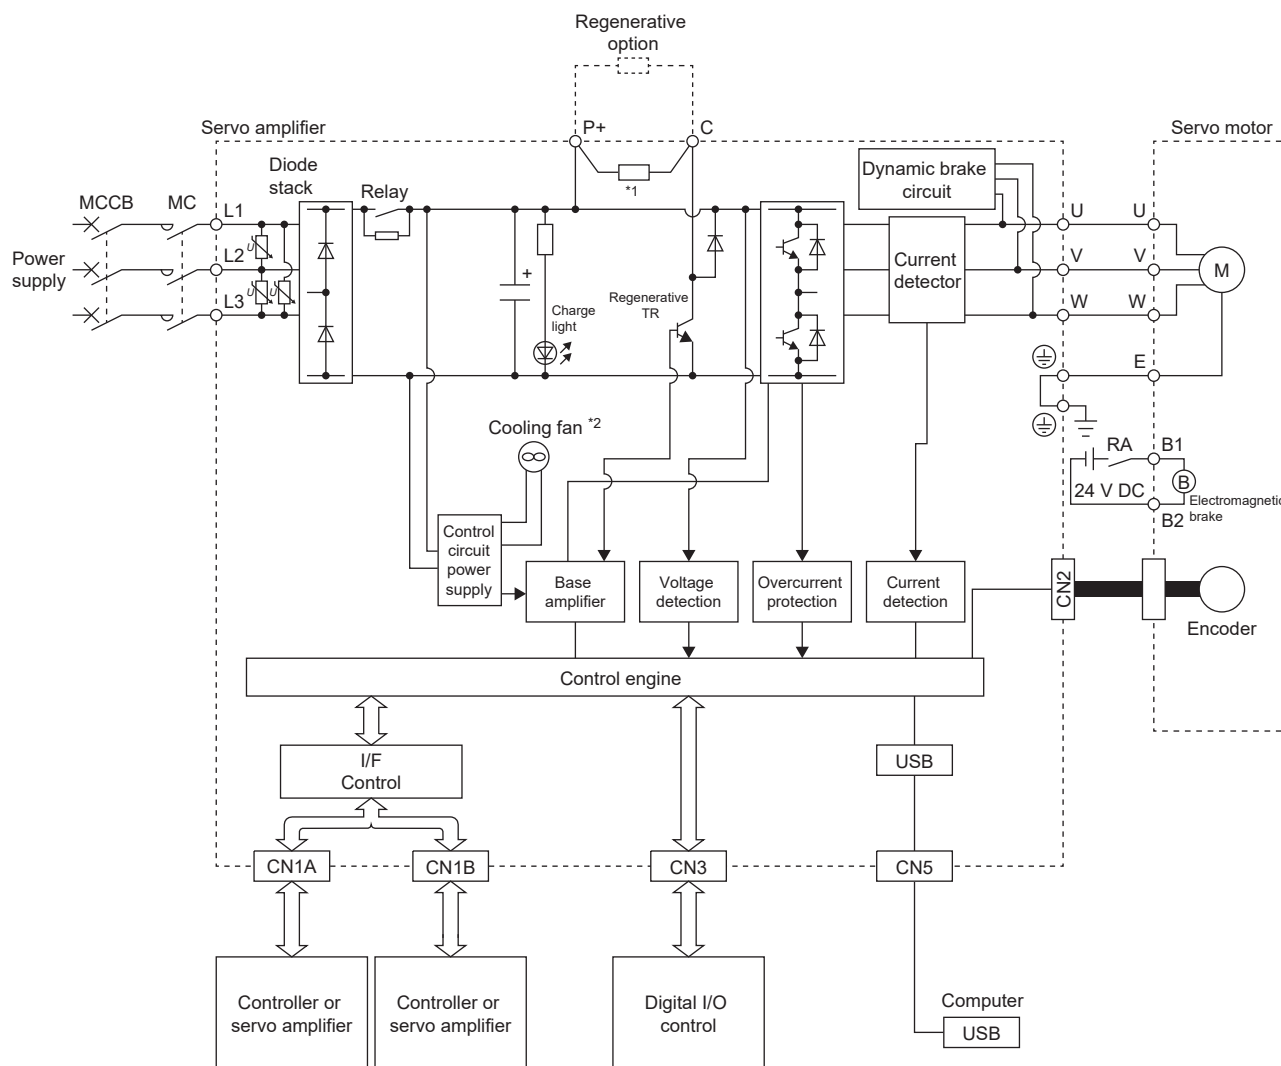 Regenerative
option
Servo amplifier
P+
C
Servo motor
Diode
stack
Relay
*1
Dynamic brake
circuit
MCCB
MC
L1
U
U
Power
supply
U
L2
Current
detector
V
V
M
U
U
L3
Charge
light
+
Regenerative
TR
W
W
E
Cooling fan *2
RA
B1
24 V DC
B
B2
Electromagnetic
brake
Control
circuit
power
supply
Base
amplifier
Voltage
detection
Overcurrent
protection
Current
detection
CN2
Encoder
Control engine
I/F
Control
USB
CN1A
CN1B
CN3
CN5
Controller or
servo amplifier
Controller or
servo amplifier
Digital I/O
control
Computer
USB